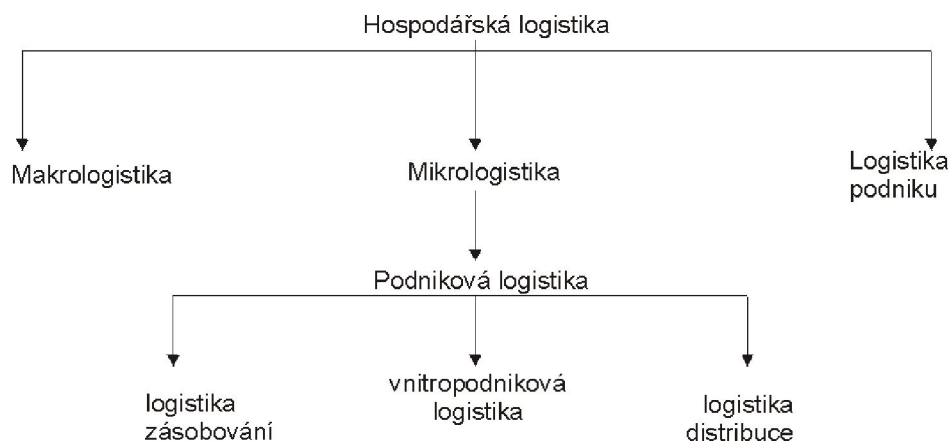 Hospodářská logistika
Makrologistika
Mikrologistika
Logistika
podniku
Podniková logistika
logistika
zásobování
vnitropodniková
logistika
logistika
distribuce